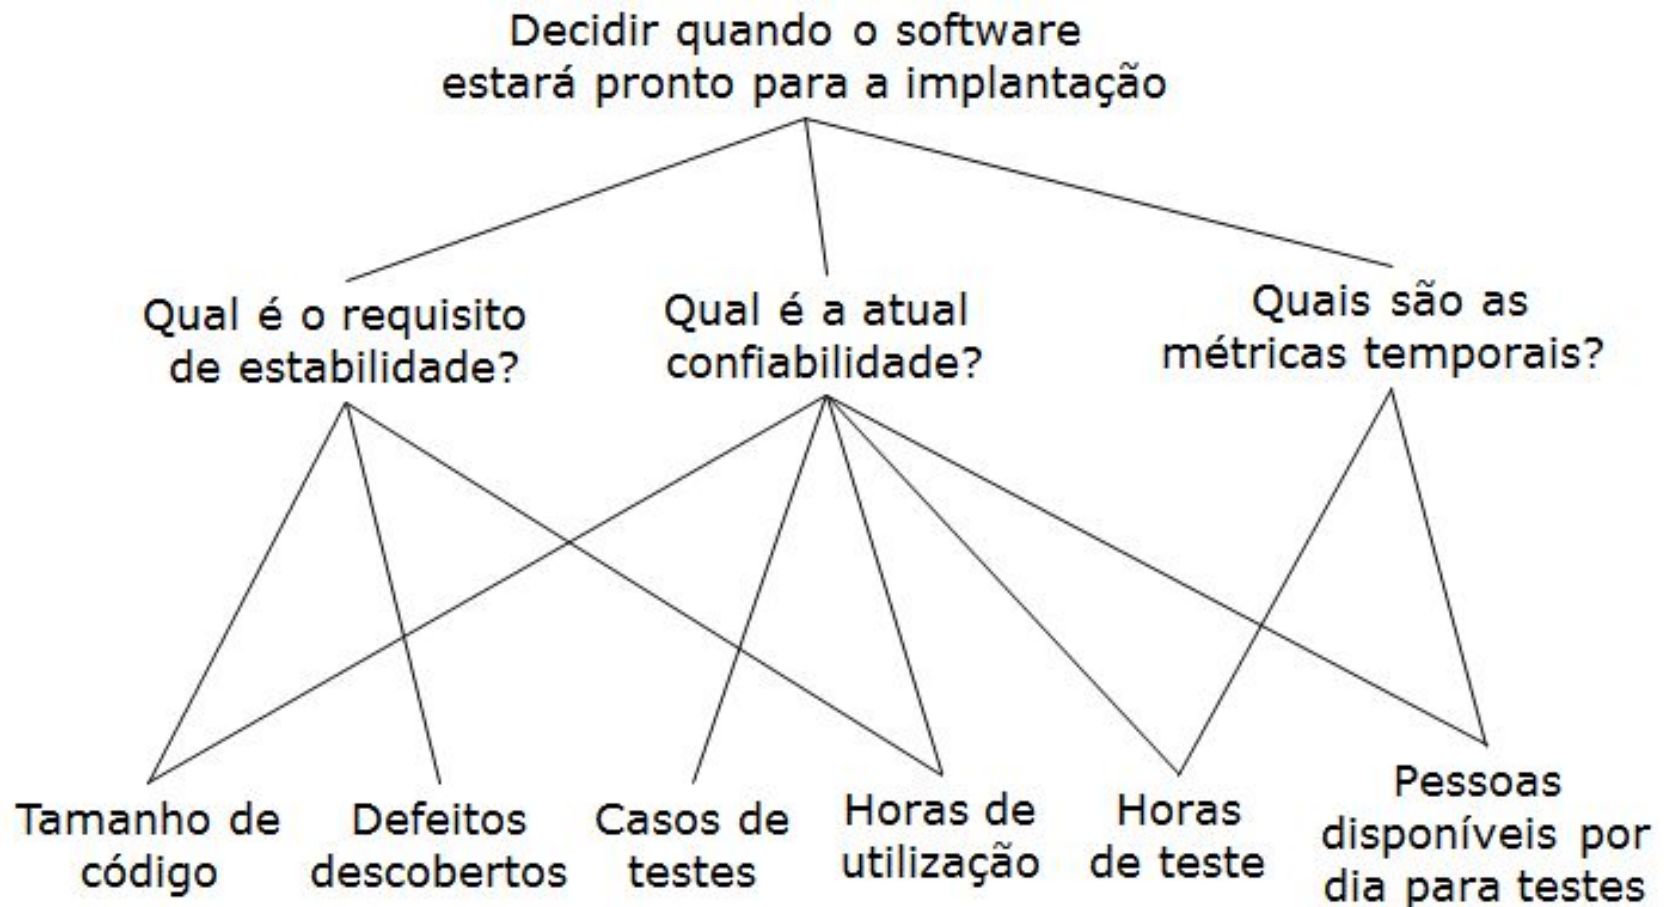 Decidir quando o software
estará pronto para a implantação
Qual é o requisito
de estabilidade?
Qual é a atual
confiabilidade?
Quais são as
métricas temporais?
Tamanho de
código
Defeitos
descobertos
Casos de
testes
Horas de
utilização
Horas
de teste
Pessoas
disponíveis por
dia para testes